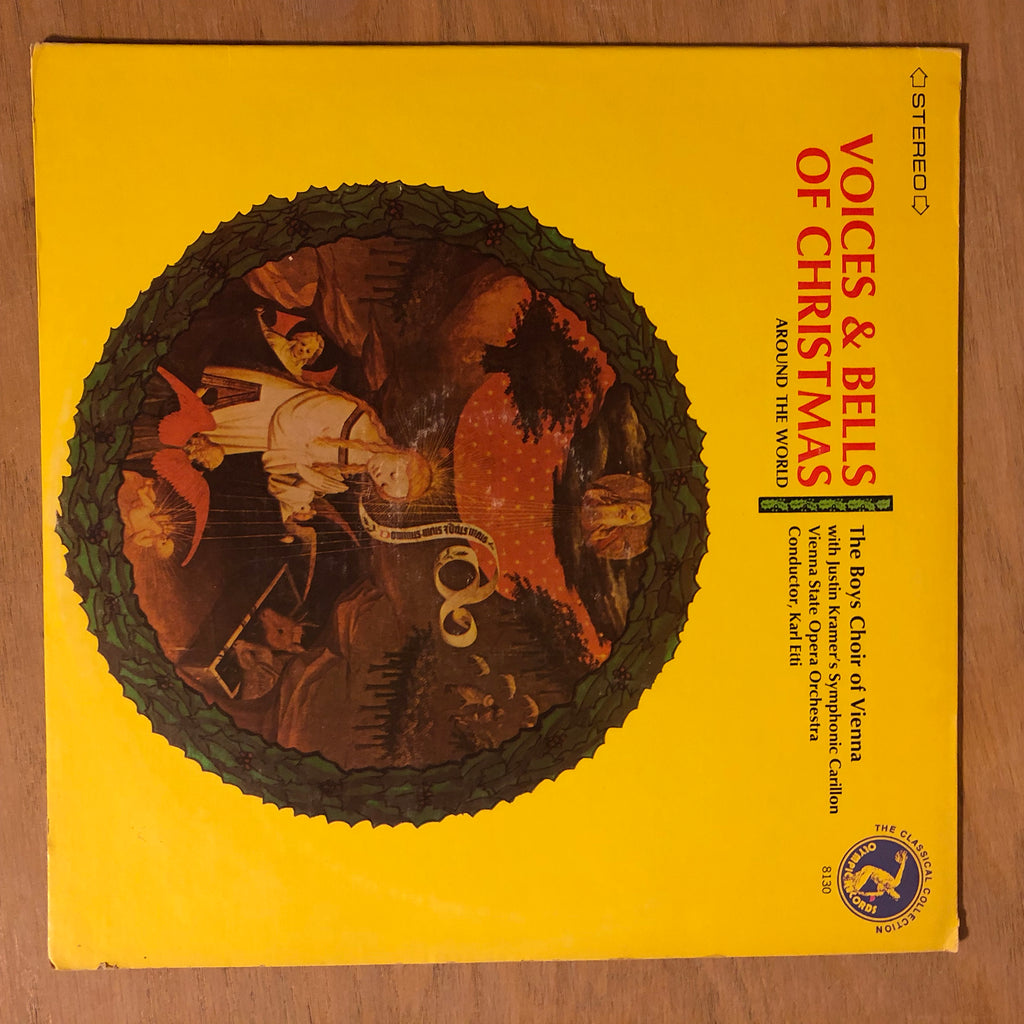 STEREO
VOICES & BELLS
OF CHRISTMAS
AROUND THE WORLD
The Boys Choir of Vienna
with Justin Kramer's Symphonic Carillon
Vienna State Opera Orchestra
Conductor, Karl Etti
THE CLASSICAL COLLECTION
OLYMPIC RECORDS
8130